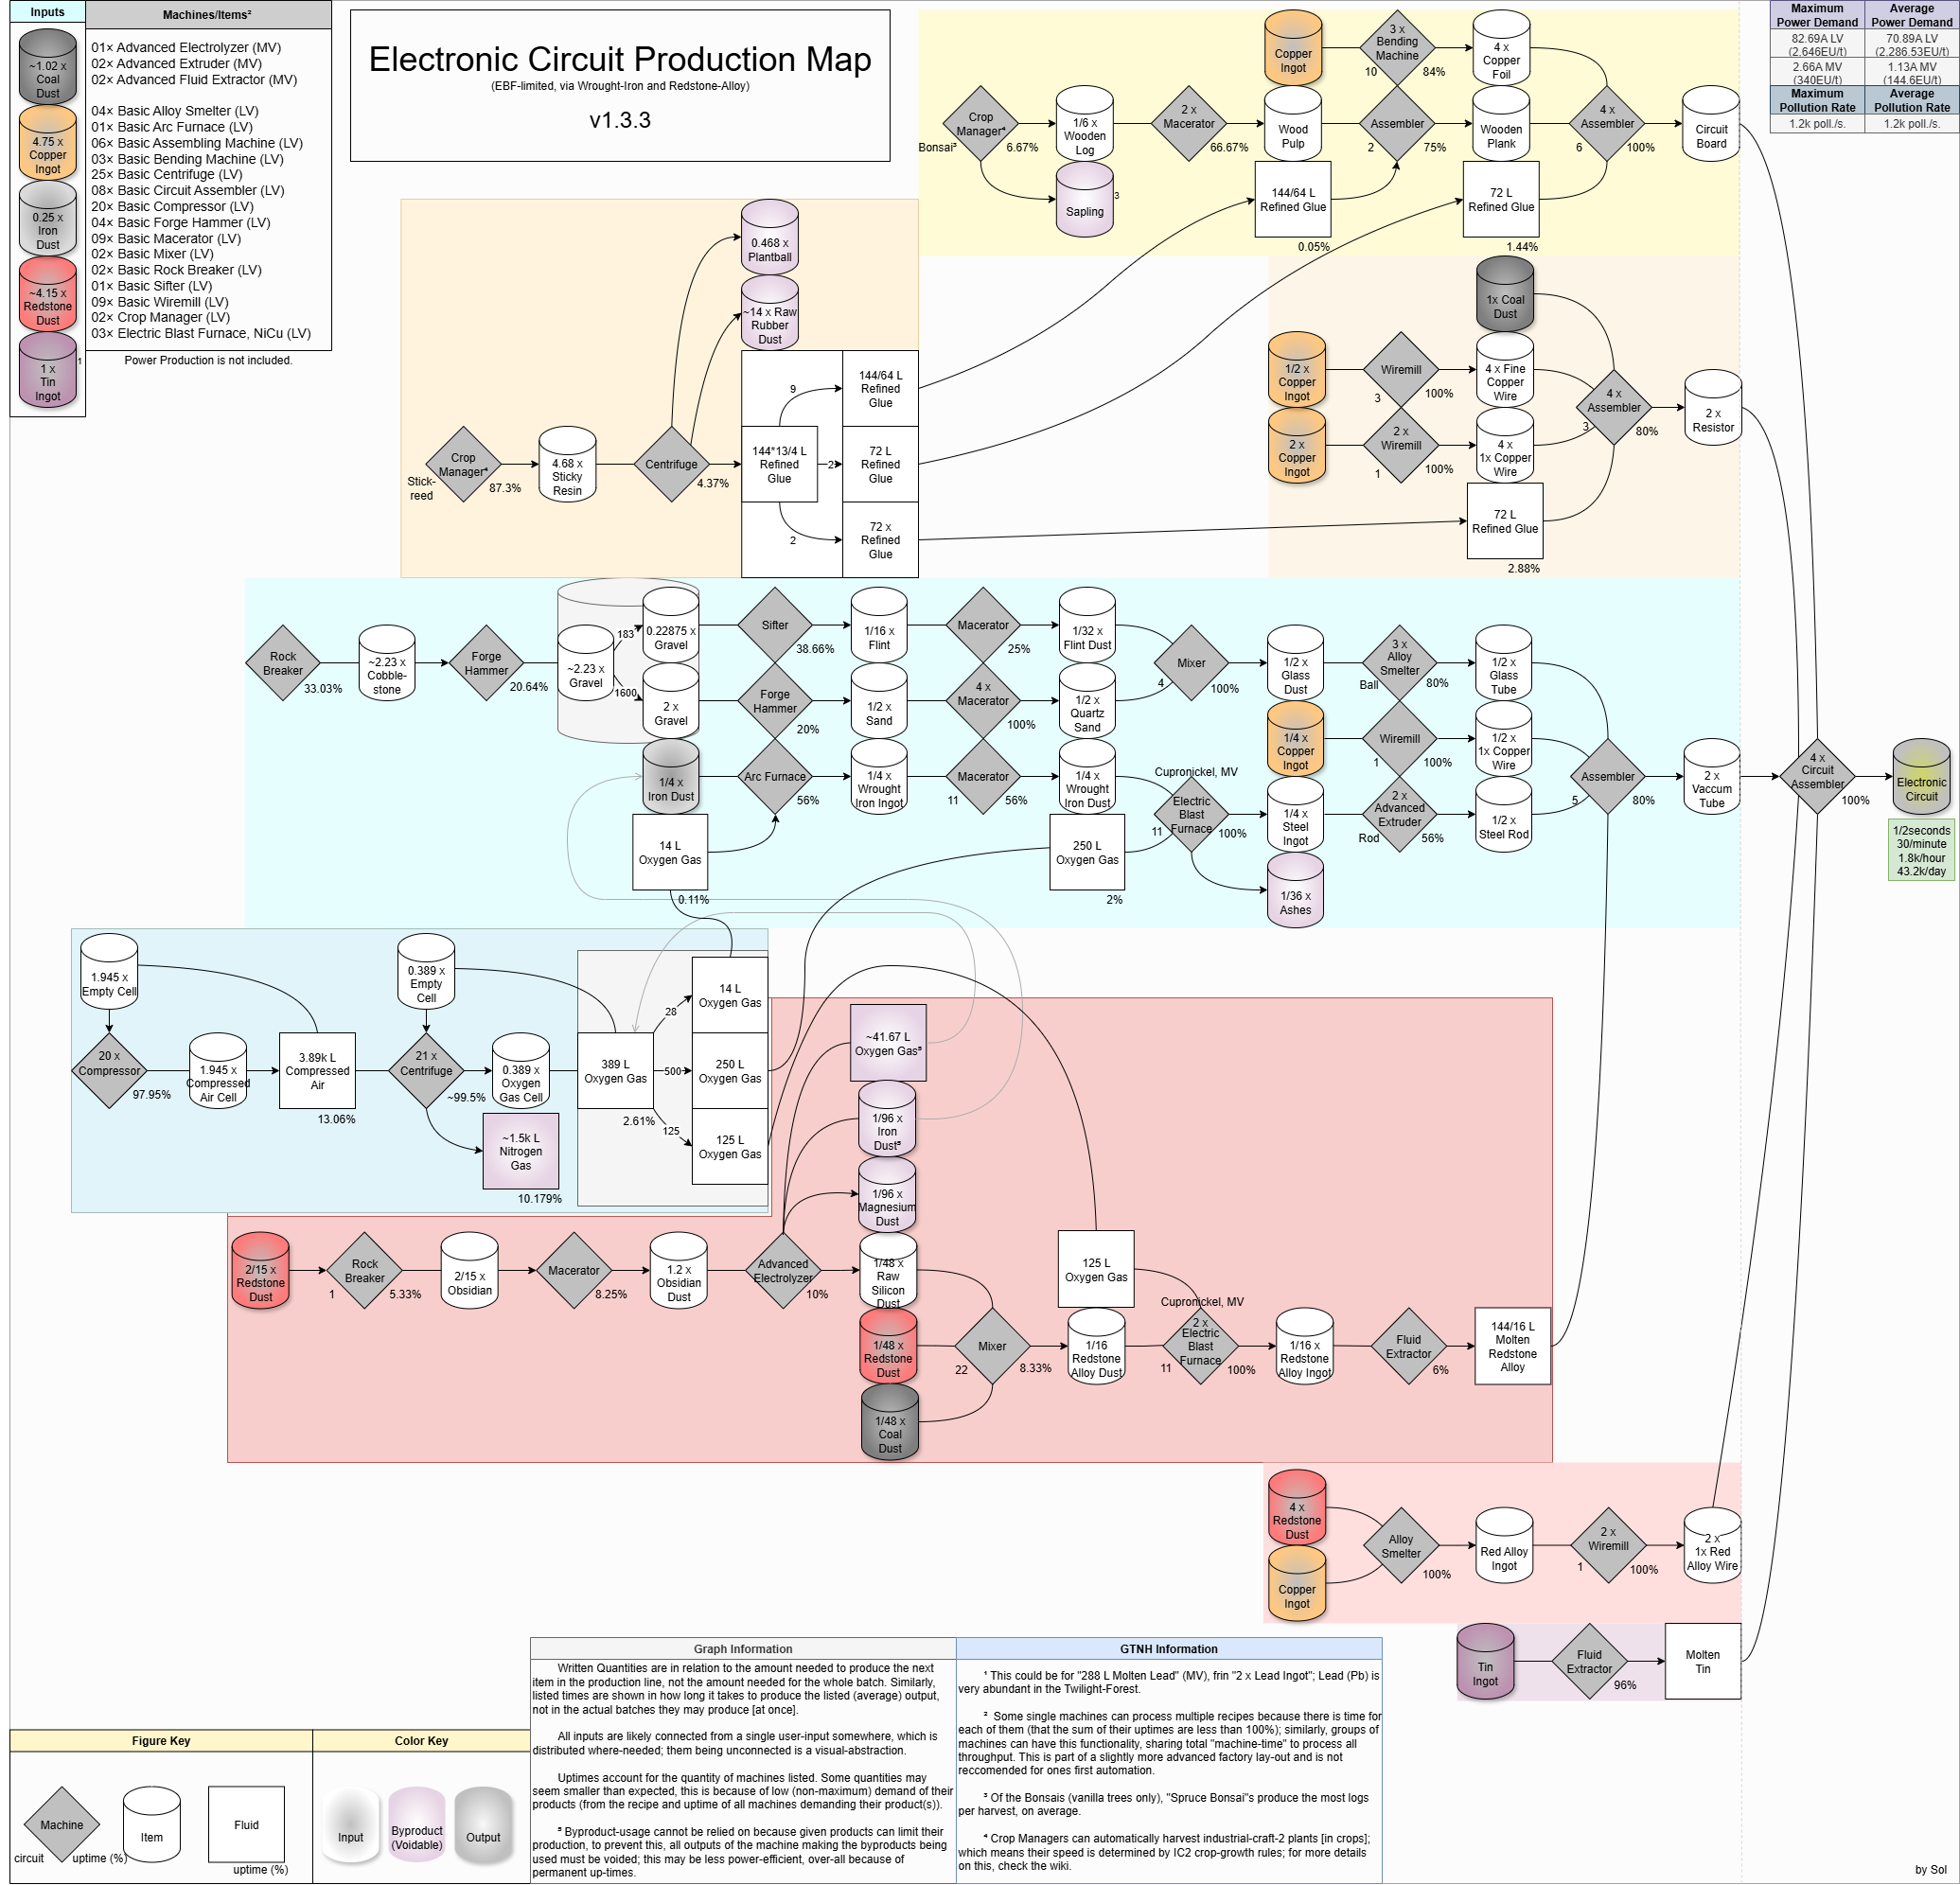 Inputs
~1.02 x
Coal
Dust
4.75 x
Copper
Ingot
0.25 x
Iron
Dust
~4.15 x
Redstone
Dust
1 x
Tin
Ingot
1
Machines/Items²
01× Advanced Electrolyzer (MV)
02× Advanced Extruder (MV)
02× Advanced Fluid Extractor (MV)
04× Basic Alloy Smelter (LV)
01× Basic Arc Furnace (LV)
06× Basic Assembling Machine (LV)
03× Basic Bending Machine (LV)
25× Basic Centrifuge (LV)
08× Basic Circuit Assembler (LV)
20× Basic Compressor (LV)
04× Basic Forge Hammer (LV)
09× Basic Macerator (LV)
02× Basic Mixer (LV)
02× Basic Rock Breaker (LV)
01× Basic Sifter (LV)
09× Basic Wiremill (LV)
02× Crop Manager (LV)
03× Electric Blast Furnace, NiCu (LV)
Power Production is not included.
Electronic Circuit Production Map
(EBF-limited, via Wrought-Iron and Redstone-Alloy)
v1.3.3
Maximum
Power Demand
Average
Power Demand
82.69A LV
(2,646EU/t)
70.89A LV
(2,286.53EU/t)
2.66A MV
(340EU/t)
1.13A MV
(144.6EU/t)
Maximum
Pollution Rate
Average
Pollution Rate
1.2k poll./s.
1.2k poll./s.
Copper
Ingot
3 x
Bending
Machine
10
84%
4 x
Copper
Foil
Crop
Manager⁴
Bonsai³
6.67%
1/6 x
Wooden
Log
2 x
Macerator
66.67%
Wood
Pulp
Assembler
2
75%
Wooden
Plank
4 x
Assembler
6
100%
Circuit
Board
Sapling
3
144/64 L
Refined Glue
0.05%
72 L
Refined Glue
1.44%
0.468 x
Plantball
~14 x Raw
Rubber
Dust
Crop
Manager⁴
Stick-
reed
87.3%
4.68 x
Sticky
Resin
Centrifuge
4.37%
144*13/4 L
Refined
Glue
9
2
2
144/64 L
Refined
Glue
72 L
Refined
Glue
72 x
Refined
Glue
1x Coal
Dust
1/2 x
Copper
Ingot
Wiremill
3
100%
4 x Fine
Copper
Wire
2 x
Copper
Ingot
2 x
Wiremill
1
100%
4 x
1x Copper
Wire
4 x
Assembler
3
80%
2 x
Resistor
72 L
Refined Glue
2.88%
Rock
Breaker
33.03%
~2.23 x
Cobble-
stone
Forge
Hammer
20.64%
~2.23 x
Gravel
183
1600
0.22875 x
Gravel
Sifter
38.66%
1/16 x
Flint
Macerator
25%
1/32 x
Flint Dust
2 x
Gravel
Forge
Hammer
20%
1/2 x
Sand
4 x
Macerator
100%
1/2 x
Quartz
Sand
Mixer
4
100%
1/2 x
Glass
Dust
3 x
Alloy
Smelter
Ball
80%
1/2 x
Glass
Tube
1/4 x
Copper
Ingot
Wiremill
1
100%
1/2 x
1x Copper
Wire
1/4 x
Iron Dust
Arc Furnace
56%
1/4 x
Wrought
Iron Ingot
Macerator
11
56%
1/4 x
Wrought
Iron Dust
Cupronickel, MV
Electric
Blast
Furnace
11
100%
1/4 x
Steel
Ingot
2 x
Advanced
Extruder
Rod
56%
1/2 x
Steel Rod
Assembler
5
80%
2 x
Vaccum
Tube
4 x
Circuit
Assembler
100%
Electronic
Circuit
1/2seconds
30/minute
1.8k/hour
43.2k/day
14 L
Oxygen Gas
0.11%
250 L
Oxygen Gas
2%
1/36 x
Ashes
1.945 x
Empty Cell
0.389 x
Empty
Cell
20 x
Compressor
97.95%
1.945 x
Compressed
Air Cell
3.89k L
Compressed
Air
13.06%
21 x
Centrifuge
~99.5%
0.389 x
Oxygen
Gas Cell
~1.5k L
Nitrogen
Gas
10.179%
389 L
Oxygen Gas
2.61%
28
500
125
14 L
Oxygen Gas
250 L
Oxygen Gas
125 L
Oxygen Gas
~41.67 L
Oxygen Gas⁵
1/96 x
Iron
Dust⁵
1/96 x
Magnesium
Dust
2/15 x
Redstone
Dust
Rock
Breaker
1
5.33%
2/15 x
Obsidian
Macerator
8.25%
1.2 x
Obsidian
Dust
Advanced
Electrolyzer
10%
1/48 x
Raw
Silicon
Dust
1/48 x
Redstone
Dust
1/48 x
Coal
Dust
Mixer
22
8.33%
125 L
Oxygen Gas
1/16
Redstone
Alloy Dust
Cupronickel, MV
2 x
Electric
Blast
Furnace
11
100%
1/16 x
Redstone
Alloy Ingot
Fluid
Extractor
6%
144/16 L
Molten
Redstone
Alloy
4 x
Redstone
Dust
Copper
Ingot
Alloy
Smelter
100%
Red Alloy
Ingot
2 x
Wiremill
1
100%
2 x
1x Red
Alloy Wire
Tin
Ingot
Fluid
Extractor
96%
Molten
Tin
Figure Key
Machine
circuit
uptime (%)
Item
Fluid
uptime (%)
Color Key
Input
Byproduct
(Voidable)
Output
Graph Information
Written Quantities are in relation to the amount needed to produce the next
item in the production line, not the amount needed for the whole batch. Similarly,
listed times are shown in how long it takes to produce the listed (average) output,
not in the actual batches they may produce [at once].
All inputs are likely connected from a single user-input somewhere, which is
distributed where-needed; them being unconnected is a visual-abstraction.
Uptimes account for the quantity of machines listed. Some quantities may
seem smaller than expected, this is because of low (non-maximum) demand of their
products (from the recipe and uptime of all machines demanding their product(s)).
⁵ Byproduct-usage cannot be relied on because given products can limit their
production, to prevent this, all outputs of the machine making the byproducts being
used must be voided; this may be less power-efficient, over-all because of
permanent up-times.
GTNH Information
¹ This could be for "288 L Molten Lead" (MV), frin "2 x Lead Ingot"; Lead (Pb) is
very abundant in the Twilight-Forest.
² Some single machines can process multiple recipes because there is time for
each of them (that the sum of their uptimes are less than 100%); similarly, groups of
machines can have this functionality, sharing total "machine-time" to process all
throughput. This is part of a slightly more advanced factory lay-out and is not
reccomended for ones first automation.
³ Of the Bonsais (vanilla trees only), "Spruce Bonsai"s produce the most logs
per harvest, on average.
⁴ Crop Managers can automatically harvest industrial-craft-2 plants [in crops];
which means their speed is determined by IC2 crop-growth rules; for more details
on this, check the wiki.
by Sol